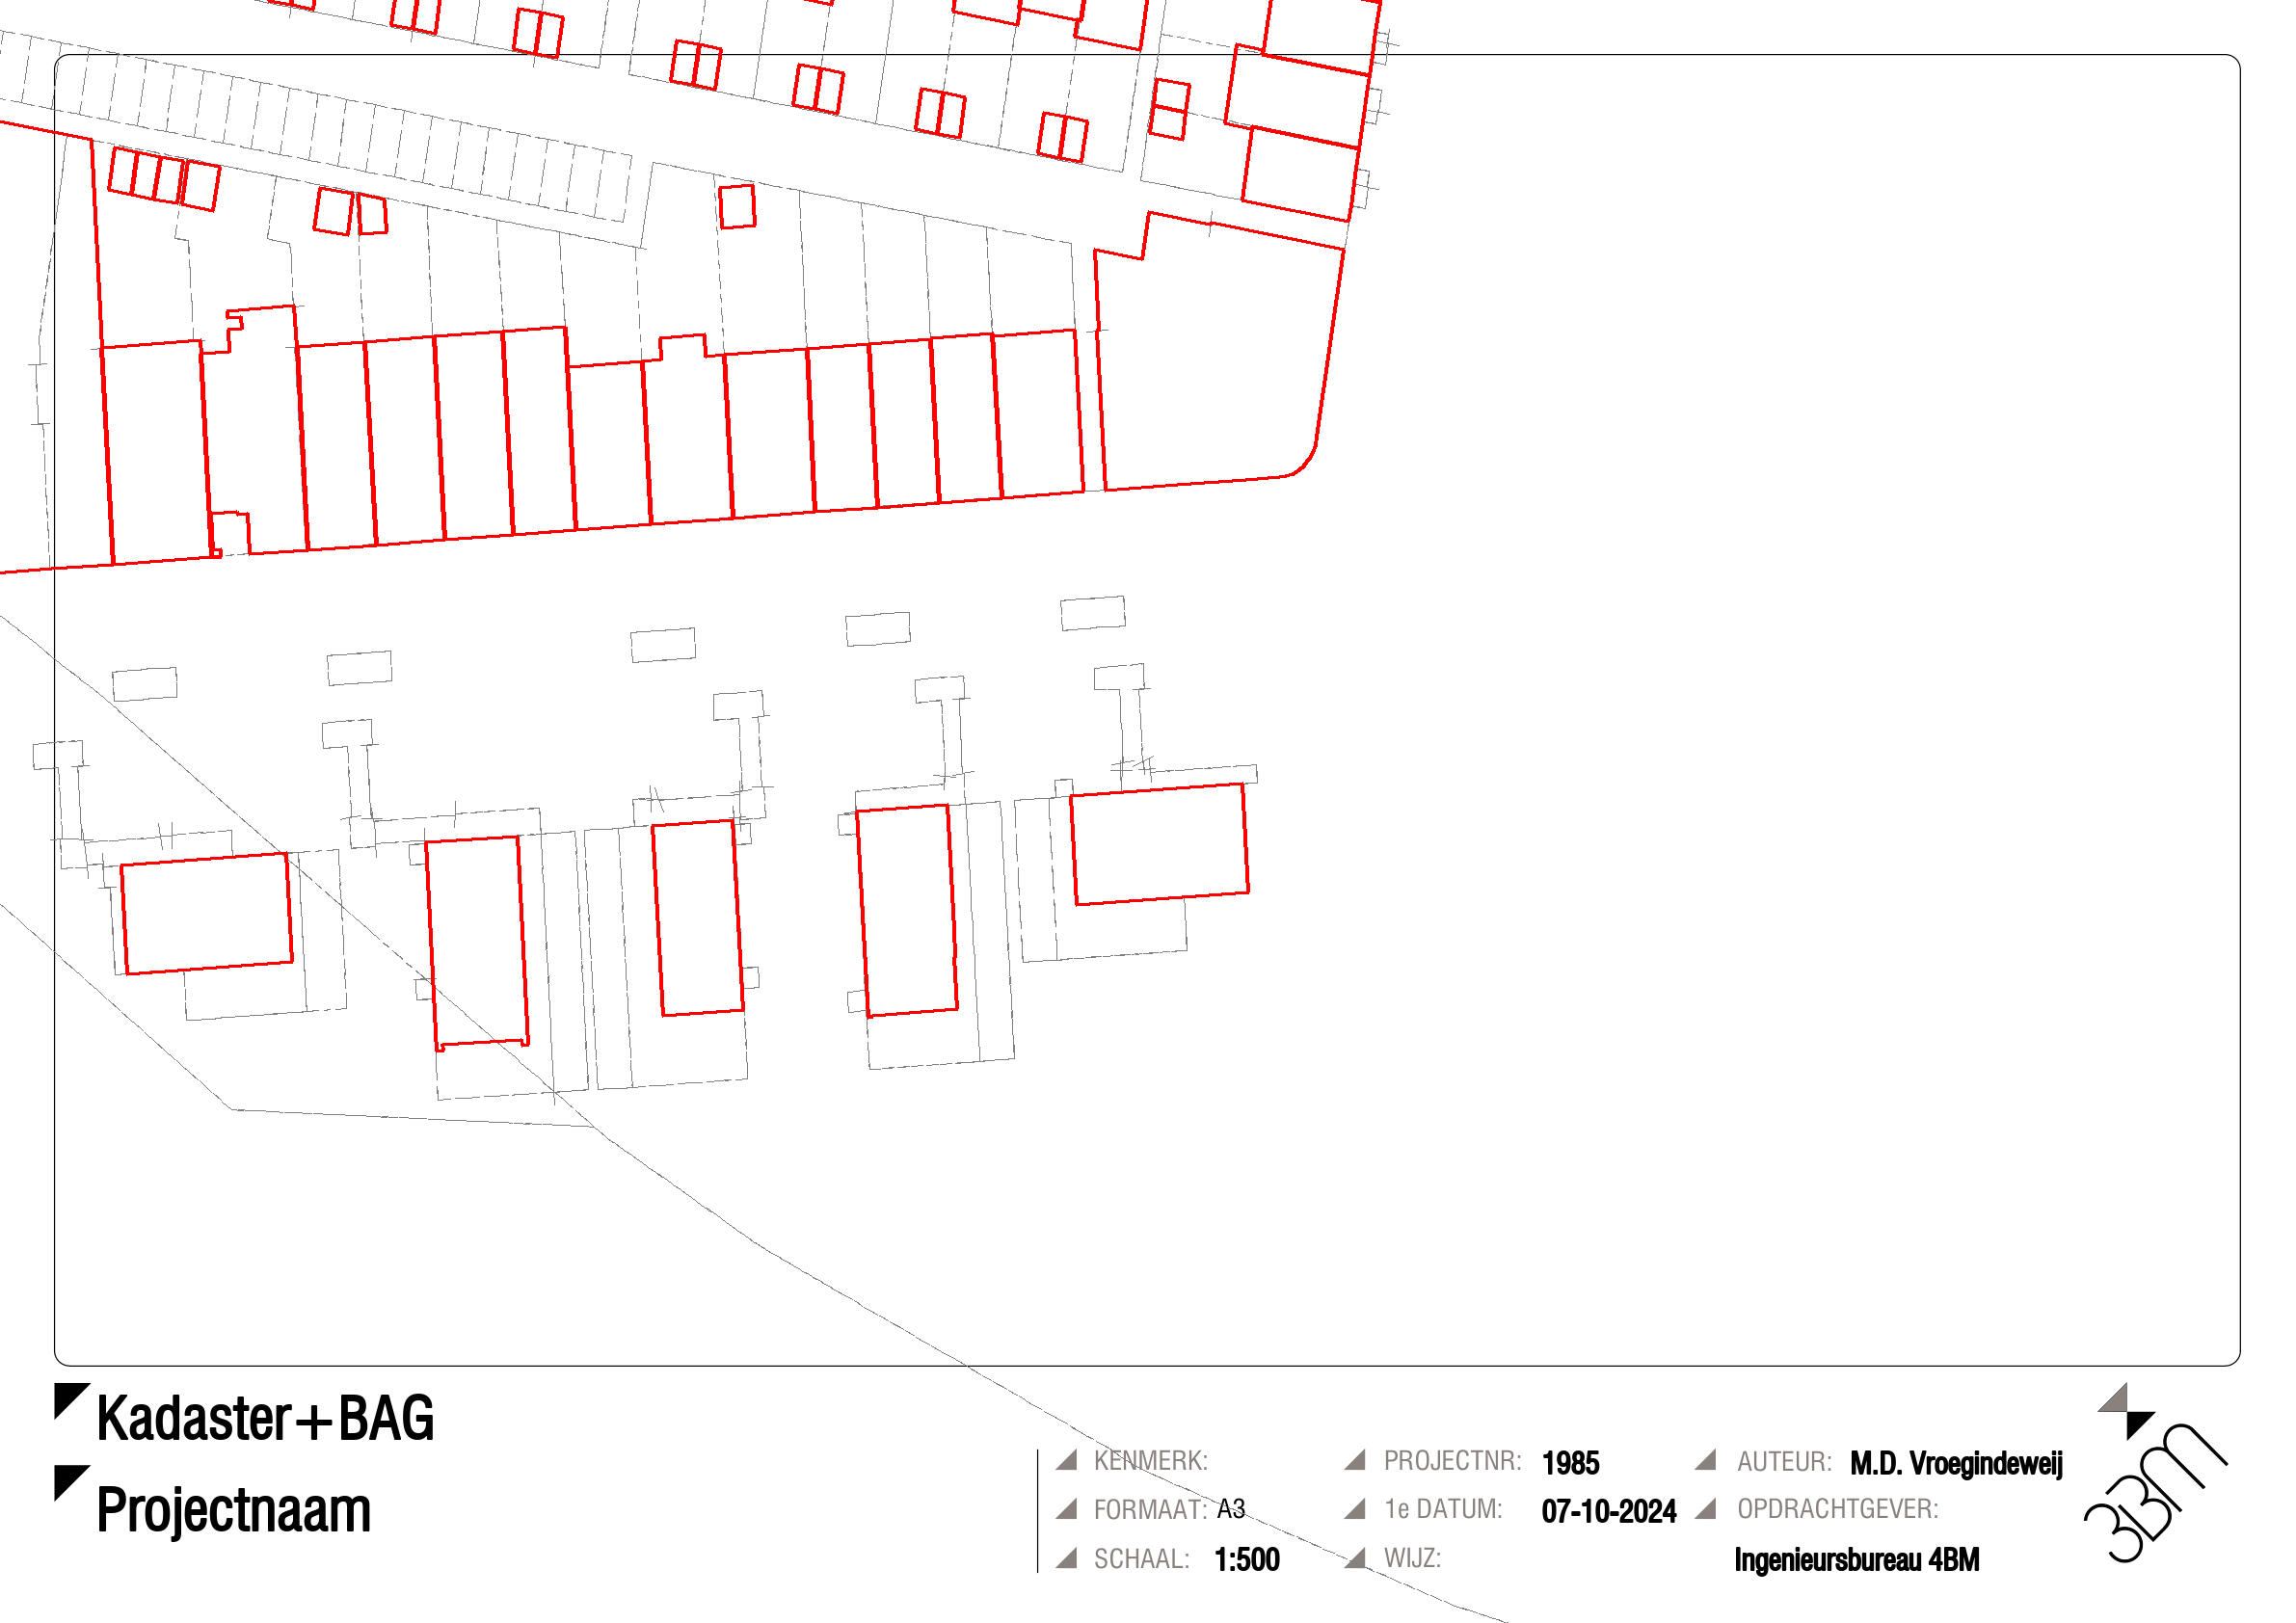 Kadaster+BAG
Projectnaam
KENMERK:
FORMAAT: A3
SCHAAL: 1:500
PROJECTNR: 1985
1e DATUM: 07-10-2024
WIJZ:
AUTEUR: M.D. Vroegindeweij
OPDRACHTGEVER:
Ingenieursbureau 4BM
3BM